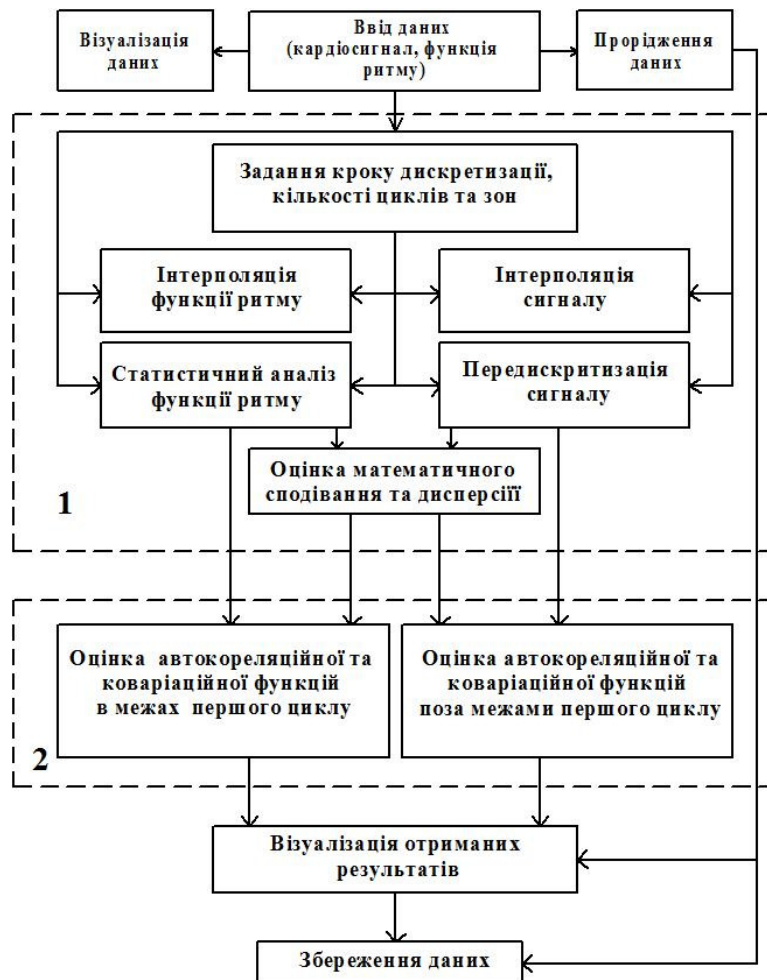 Візуалізація
даних
Ввід даних
(кардіосигнал, функція
ритму)
Прорідження
даних
Задання кроку дискретизації,
кількості циклів та зон
Інтерполяція
функції ритму
Інтерполяція
сигналу
Статистичний аналіз
функції ритму
Передискритизація
сигналу
Оцінка математичного
сподівання та дисперсіїї
1
Оцінка автокореляційної та
коваріаційної функцій
в межах першого циклу
Оцінка автокореляційної та
коваріаційної функцій
поза межами першого циклу
2
Візуалізація отриманих
результатів
Збереження даних